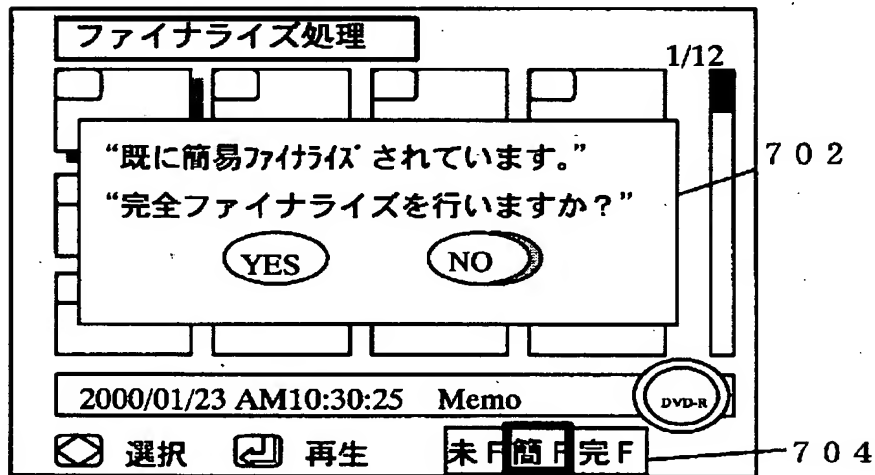 ファイナライズ処理
1/12
“既に簡易ﾌｧｲﾅﾗｲｽﾞされています。”
“完全ファイナライズを行いますか？”
YES NO
702
2000/01/23 AM10:30:25 Memo
DVD-R
選択 再生 未F 簡F 完F
704